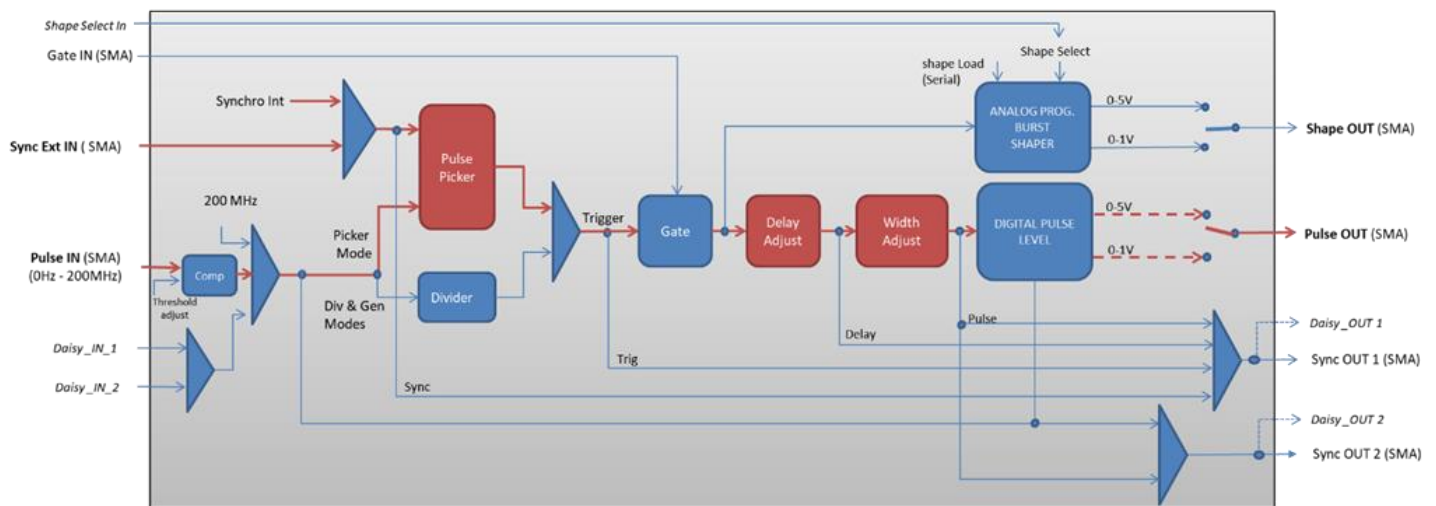 Shape Select In
Gate IN (SMA)
Shape Select
shape Load
(Serial)
Synchro Int
Sync Ext IN ( SMA)
Pulse
Picker
ANALOG PROG.
BURST
SHAPER
0-5V
0-1V
Shape OUT (SMA)
200 MHz
Picker
Mode
Trigger
Gate
Delay
Adjust
Width
Adjust
DIGITAL PULSE
LEVEL
0-5V
0-1V
Pulse OUT (SMA)
Pulse IN (SMA)
(0Hz - 200MHz)
Comp
Threshold
adjust
Divider
Div & Gen
Modes
Daisy_IN_1
Daisy_IN_2
Pulse
Delay
Trig
Sync
Daisy_OUT 1
Sync OUT 1 (SMA)
Daisy_OUT 2
Sync OUT 2 (SMA)